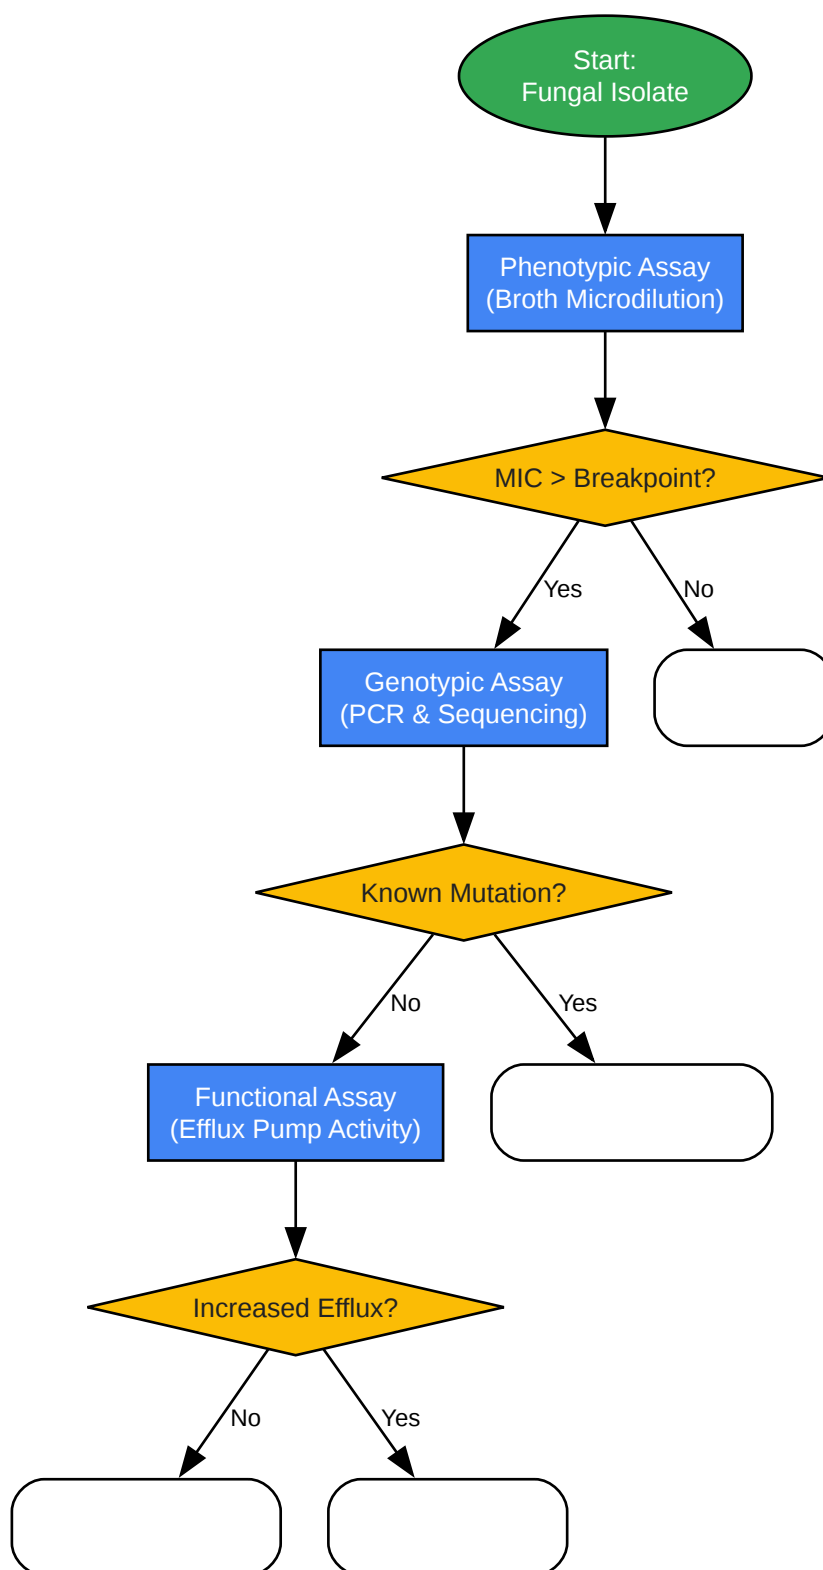 Start:
Fungal Isolate
Phenotypic Assay
(Broth Microdilution)
MIC > Breakpoint?
Yes
No
Genotypic Assay
(PCR & Sequencing)
Known Mutation?
No
Yes
Functional Assay
(Efflux Pump Activity)
Increased Efflux?
No
Yes